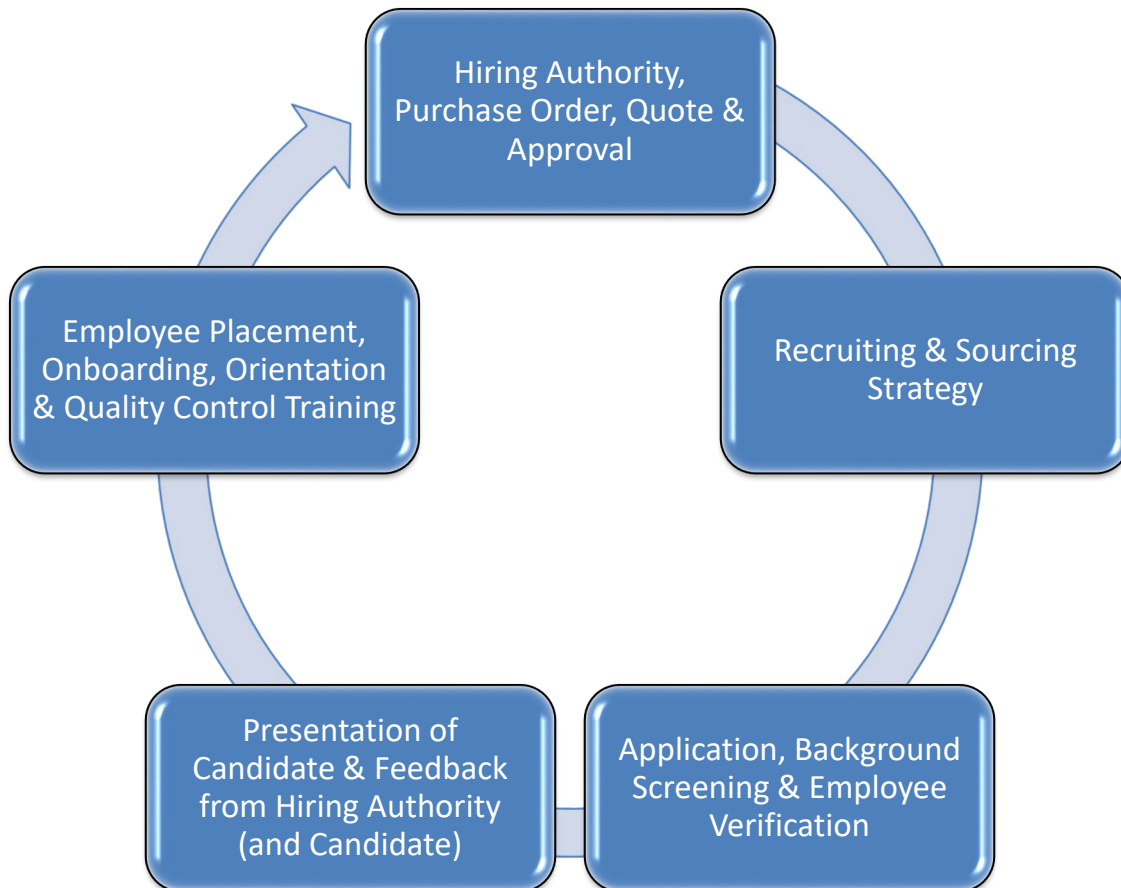 Hiring Authority,
Purchase Order, Quote &
Approval
Recruiting & Sourcing
Strategy
Application, Background
Screening & Employee
Verification
Presentation of
Candidate & Feedback
from Hiring Authority
(and Candidate)
Employee Placement,
Onboarding, Orientation
& Quality Control Training